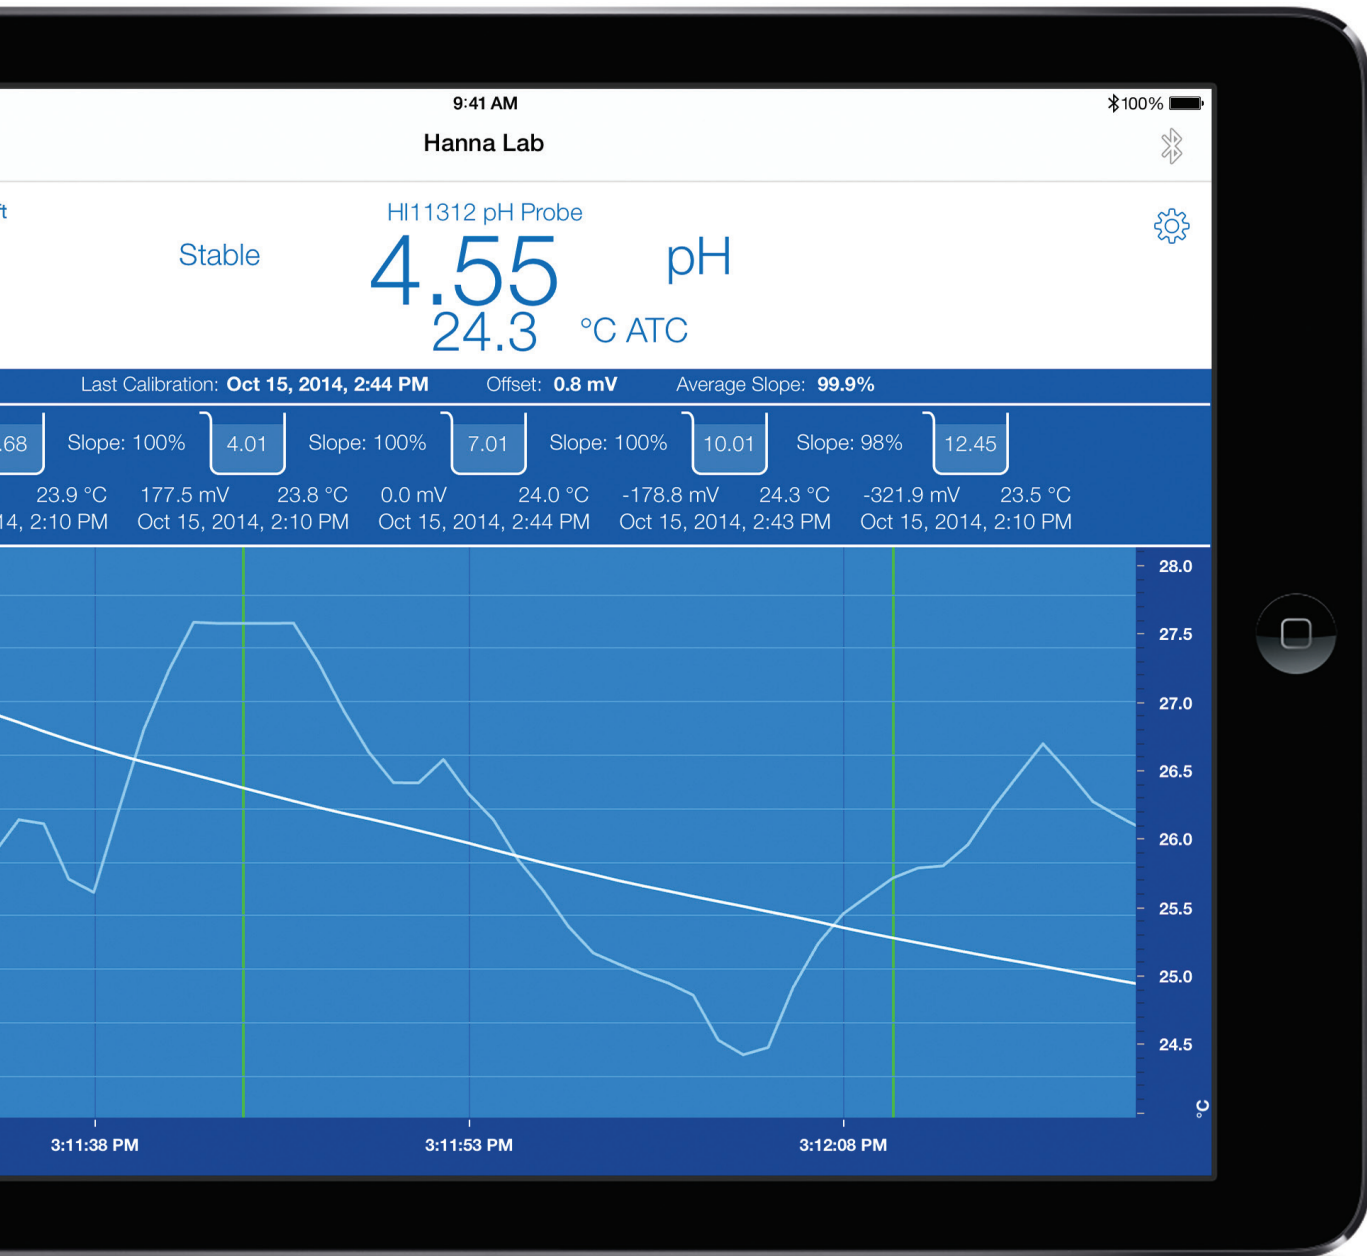 9:41 AM
100%
Hanna Lab
HI11312 pH Probe
Stable
4.55 pH
24.3 °C ATC
Last Calibration: Oct 15, 2014, 2:44 PM Offset: 0.8 mV Average Slope: 99.9%
.68 Slope: 100% 4.01 Slope: 100% 7.01 Slope: 100% 10.01 Slope: 98% 12.45
23.9 °C 177.5 mV 23.8 °C 0.0 mV 24.0 °C -178.8 mV 24.3 °C -321.9 mV 23.5 °C
14, 2:10 PM Oct 15, 2014, 2:10 PM Oct 15, 2014, 2:44 PM Oct 15, 2014, 2:43 PM Oct 15, 2014, 2:10 PM
28.0
27.5
27.0
26.5
26.0
25.5
25.0
24.5
°C
3:11:38 PM 3:11:53 PM 3:12:08 PM